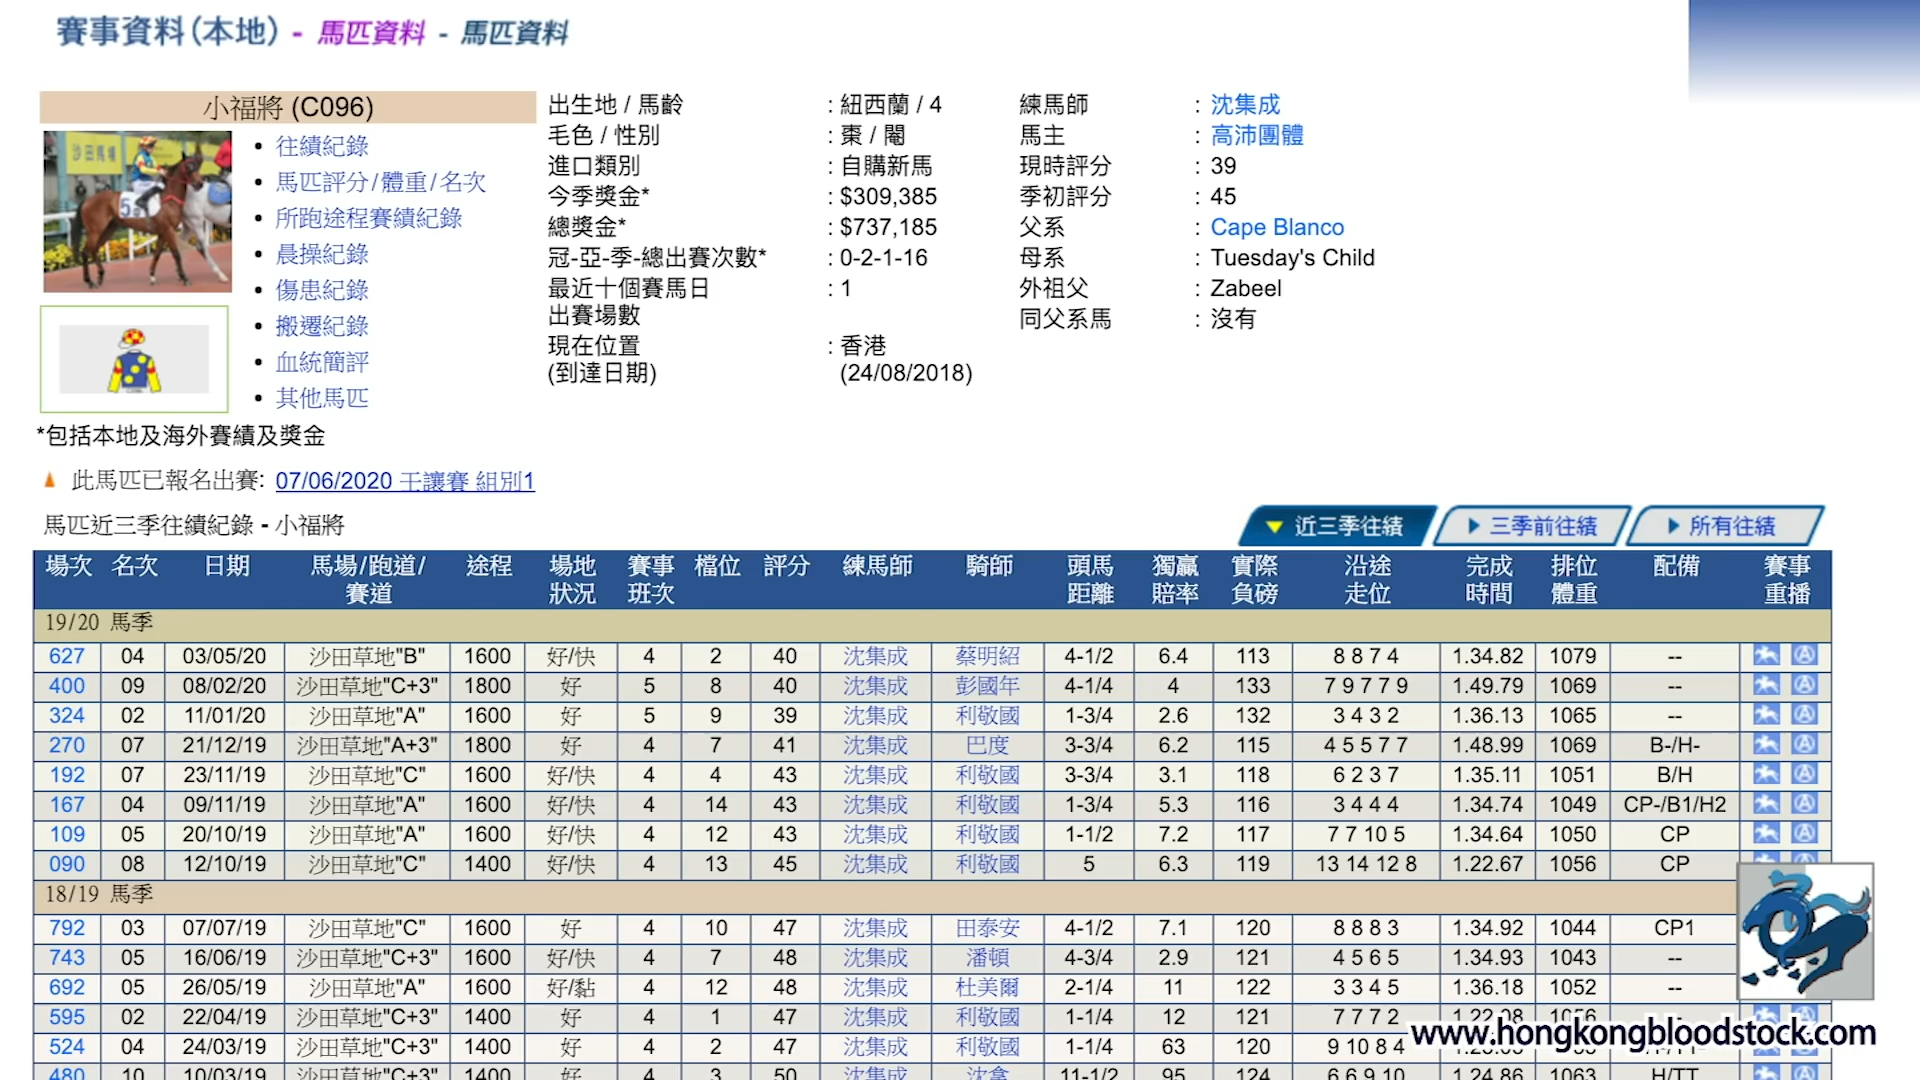 賽事資料(本地) - 馬匹資料 - 馬匹資料
小福將 (C096)
• 往績紀錄
• 馬匹評分/體重/名次
• 所跑途程賽績紀錄
• 晨操紀錄
• 傷患紀錄
• 搬遷紀錄
• 血統簡評
• 其他馬匹
出生地 / 馬齡 : 紐西蘭 / 4
毛色 / 性別 : 棗 / 閹
進口類別 : 自購新馬
今季獎金* : $309,385
總獎金* : $737,185
冠-亞-季-總出賽次數* : 0-2-1-16
最近十個賽馬日 : 1
出賽場數
現在位置 : 香港
(到達日期) (24/08/2018)
練馬師 : 沈集成
馬主 : 高沛團體
現時評分 : 39
季初評分 : 45
父系 : Cape Blanco
母系 : Tuesday's Child
外祖父 : Zabeel
同父系馬 : 沒有
*包括本地及海外賽績及獎金
此馬匹已報名出賽: 07/06/2020 王讓賽 組別1
馬匹近三季往績紀錄 - 小福將
近三季往績 三季前往績 所有往績
場次 名次 日期 馬場/跑道/賽道 途程 場地狀況 賽事班次 檔位 評分 練馬師 騎師 頭馬距離 獨贏賠率 實際負磅 沿途走位 完成時間 排位體重 配備 賽事重播
19/20 馬季
627 04 03/05/20 沙田草地"B" 1600 好/快 4 2 40 沈集成 蔡明紹 4-1/2 6.4 113 8 8 7 4 1.34.82 1079 --
400 09 08/02/20 沙田草地"C+3" 1800 好 5 8 40 沈集成 彭國年 4-1/4 4 133 7 9 7 7 9 1.49.79 1069 --
324 02 11/01/20 沙田草地"A" 1600 好 5 9 39 沈集成 利敬國 1-3/4 2.6 132 3 4 3 2 1.36.13 1065 --
270 07 21/12/19 沙田草地"A+3" 1800 好 4 7 41 沈集成 巴度 3-3/4 6.2 115 4 5 5 7 7 1.48.99 1069 B-/H-
192 07 23/11/19 沙田草地"C" 1600 好/快 4 4 43 沈集成 利敬國 3-3/4 3.1 118 6 2 3 7 1.35.11 1051 B/H
167 04 09/11/19 沙田草地"A" 1600 好/快 4 14 43 沈集成 利敬國 1-3/4 5.3 116 3 4 4 4 1.34.74 1049 CP-/B1/H2
109 05 20/10/19 沙田草地"A" 1600 好/快 4 12 43 沈集成 利敬國 1-1/2 7.2 117 7 7 10 5 1.34.64 1050 CP
090 08 12/10/19 沙田草地"C" 1400 好/快 4 13 45 沈集成 利敬國 5 6.3 119 13 14 12 8 1.22.67 1056 CP
18/19 馬季
792 03 07/07/19 沙田草地"C" 1600 好 4 10 47 沈集成 田泰安 4-1/2 7.1 120 8 8 8 3 1.34.92 1044 CP1
743 05 16/06/19 沙田草地"C+3" 1600 好/快 4 7 48 沈集成 潘頓 4-3/4 2.9 121 4 5 6 5 1.34.93 1043 --
692 05 26/05/19 沙田草地"A" 1600 好/黏 4 12 48 沈集成 杜美爾 2-1/4 11 122 3 3 4 5 1.36.18 1052 --
595 02 22/04/19 沙田草地"C+3" 1400 好 4 1 47 沈集成 利敬國 1-1/4 12 121 7 7 7 2
524 04 24/03/19 沙田草地"C+3" 1400 好 4 2 47 沈集成 利敬國 1-1/4 63 120 9 10 8 4
480 10 10/03/19 沙田草地"C+3" 1400 好 4 3 50 沈集成 沈拿 11-1/2 95 124 6 6 9 10 1.24.86 1063 H/TT
www.hongkongbloodstock.com